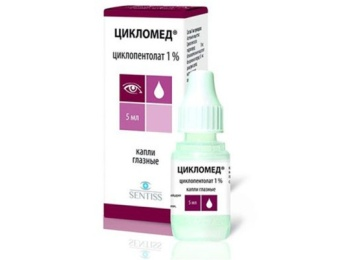 ЦИКЛОМЕД®
циклопентолат 1 %
5 мл
капли
глазные
SENTISS
ЦИКЛОМЕД®
циклопентолат 1 %
капли глазные
5 мл